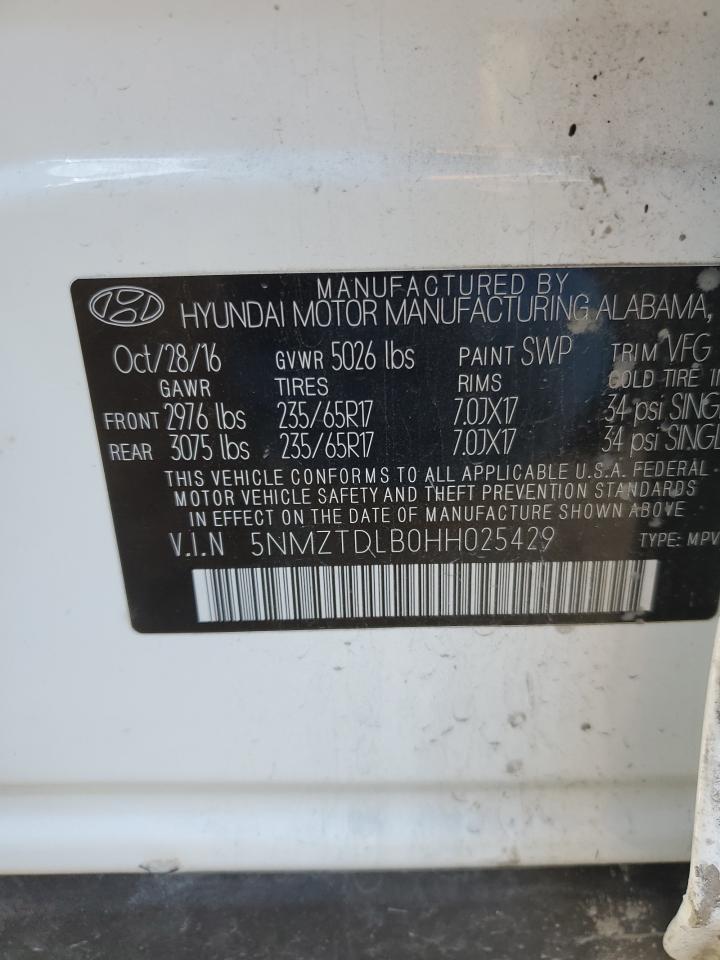 MANUFACTURED BY
HYUNDAI MOTOR MANUFACTURING ALABAMA,
Oct/28/16 GVWR 5026 lbs PAINT SWP TRIM VFG
GAWR TIRES RIMS COLD TIRE IN
FRONT 2976 lbs 235/65R17 7.0JX17 34 psi SING
REAR 3075 lbs 235/65R17 7.0JX17 34 psi SINGL
THIS VEHICLE CONFORMS TO ALL APPLICABLE U.S.A. FEDERAL
MOTOR VEHICLE SAFETY AND THEFT PREVENTION STANDARDS
IN EFFECT ON THE DATE OF MANUFACTURE SHOWN ABOVE.
V.I.N 5NMZTDLB0HH025429 TYPE: MPV